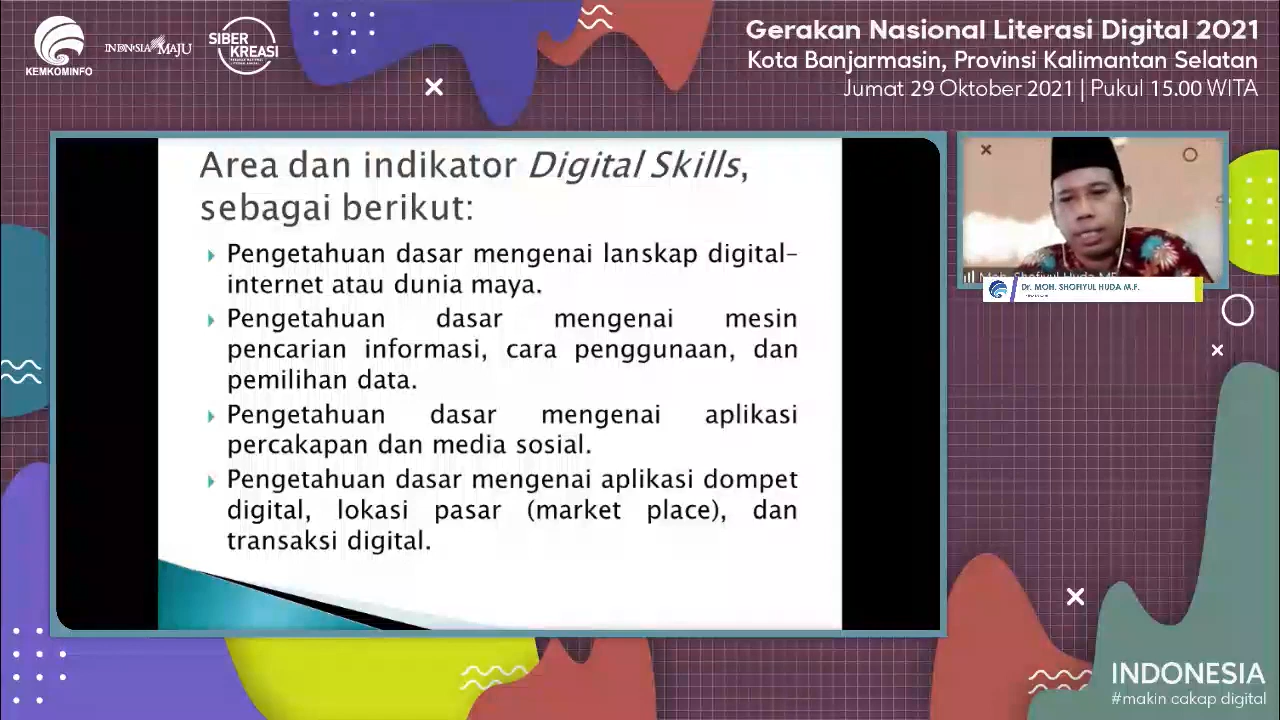 KEMKOMINFO
INDONESIA MAJU
SIBER
KREASI
Gerakan Nasional Literasi Digital 2021
Kota Banjarmasin, Provinsi Kalimantan Selatan
Jumat 29 Oktober 2021 | Pukul 15.00 WITA
Area dan indikator Digital Skills,
sebagai berikut:
Pengetahuan dasar mengenai lanskap digital–
internet atau dunia maya.
Pengetahuan dasar mengenai mesin
pencarian informasi, cara penggunaan, dan
pemilihan data.
Pengetahuan dasar mengenai aplikasi
percakapan dan media sosial.
Pengetahuan dasar mengenai aplikasi dompet
digital, lokasi pasar (market place), dan
transaksi digital.
Moh. Shofiyul Huda MF
Dr. MOH. SHOFIYUL HUDA M.F.
INDONESIA
#makin cakap digital